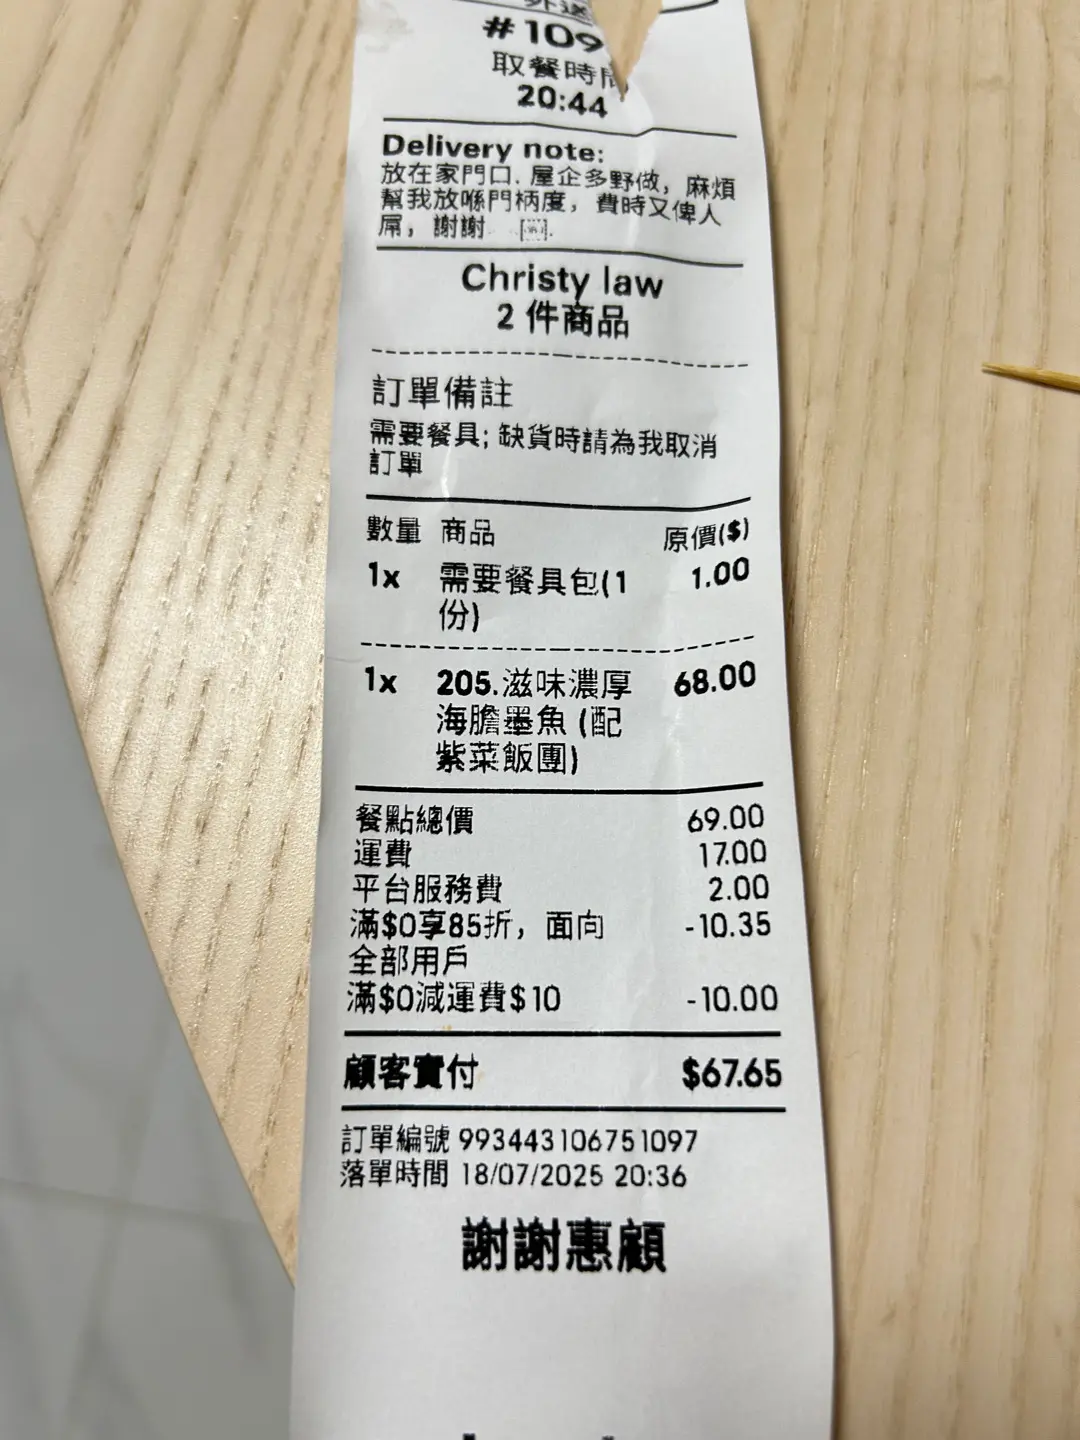 外送
#109
取餐時間
20:44
Delivery note:
放在家門口. 屋企多野做，麻煩
幫我放喺門柄度，費時又俾人
屌，謝謝
Christy law
2 件商品
訂單備註
需要餐具; 缺貨時請為我取消
訂單
數量 商品 原價($)
1x 需要餐具包(1 1.00
份)
1x 205.滋味濃厚 68.00
海膽墨魚 (配
紫菜飯團)
餐點總價 69.00
運費 17.00
平台服務費 2.00
滿$0享85折，面向 -10.35
全部用戶
滿$0減運費$10 -10.00
顧客實付 $67.65
訂單編號 993443106751097
落單時間 18/07/2025 20:36
謝謝惠顧